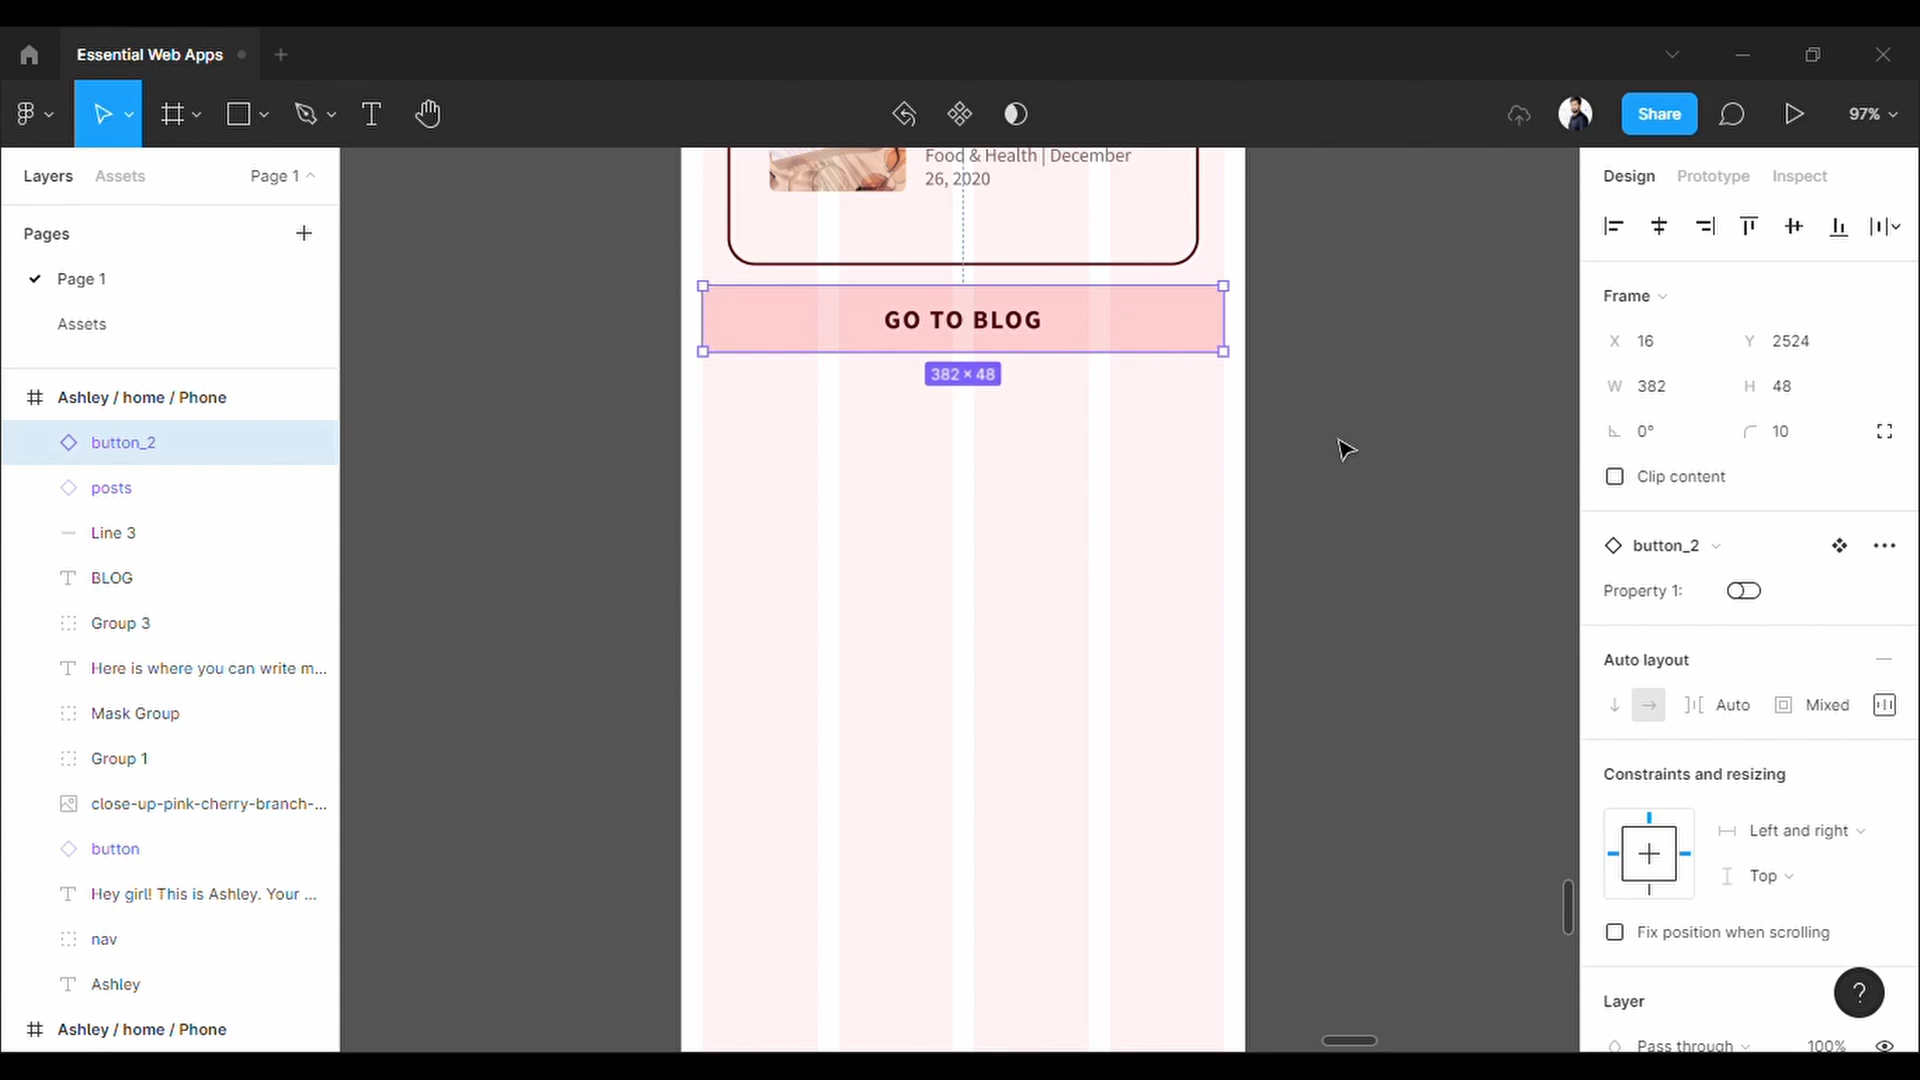 Essential Web Apps
Share
97%
Layers
Assets
Page 1
Pages
Page 1
Assets
Ashley / home / Phone
button_2
posts
Line 3
BLOG
Group 3
Here is where you can write m...
Mask Group
Group 1
close-up-pink-cherry-branch-...
button
Hey girl! This is Ashley. Your ...
nav
Ashley
Ashley / home / Phone
Food & Health | December
26, 2020
GO TO BLOG
382 × 48
Design
Prototype
Inspect
Frame
X 16
Y 2524
W 382
H 48
0°
10
Clip content
button_2
Property 1:
Auto layout
Auto
Mixed
Constraints and resizing
Left and right
Top
Fix position when scrolling
Layer
?
Pass through
100%